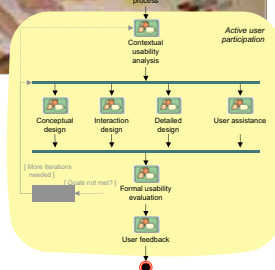 process
Active user
participation
Contextual
usability
analysis
Conceptual
design
Interaction
design
Detailed
design
User assistance
[ More iterations
needed ]
[ Goals not met? ]
Formal usability
evaluation
User feedback